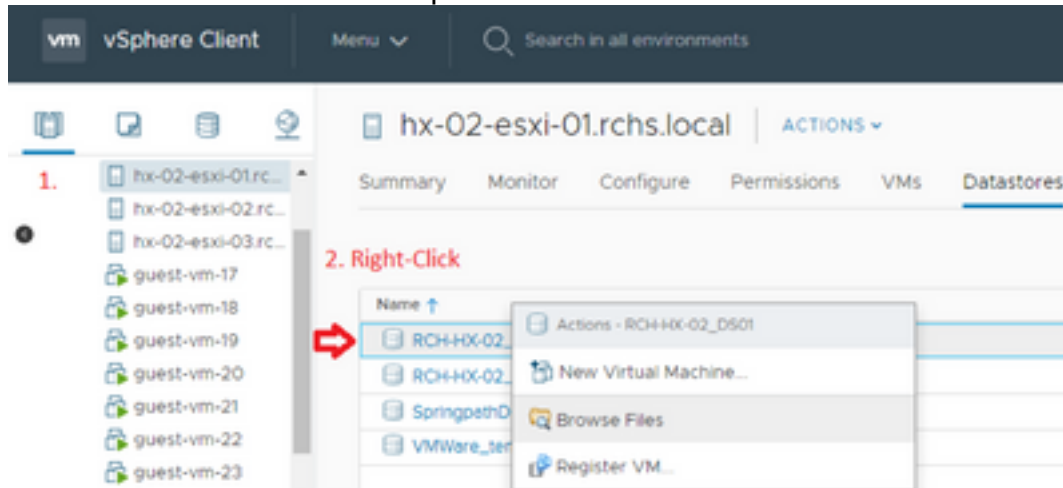 vm vSphere Client Menu Search in all environments
hx-02-esxi-01.rchs.local ACTIONS
1.
hx-02-esxi-01.rc...
hx-02-esxi-02.rc...
hx-02-esxi-03.rc...
guest-vm-17
guest-vm-18
guest-vm-19
guest-vm-20
guest-vm-21
guest-vm-22
guest-vm-23
Summary Monitor Configure Permissions VMs Datastores
2. Right-Click
Name
RCH-HX-02_
RCH-HX-02_
SpringpathD
VMWare_ter
Actions - RCH-HX-02_DS01
New Virtual Machine...
Browse Files
Register VM...